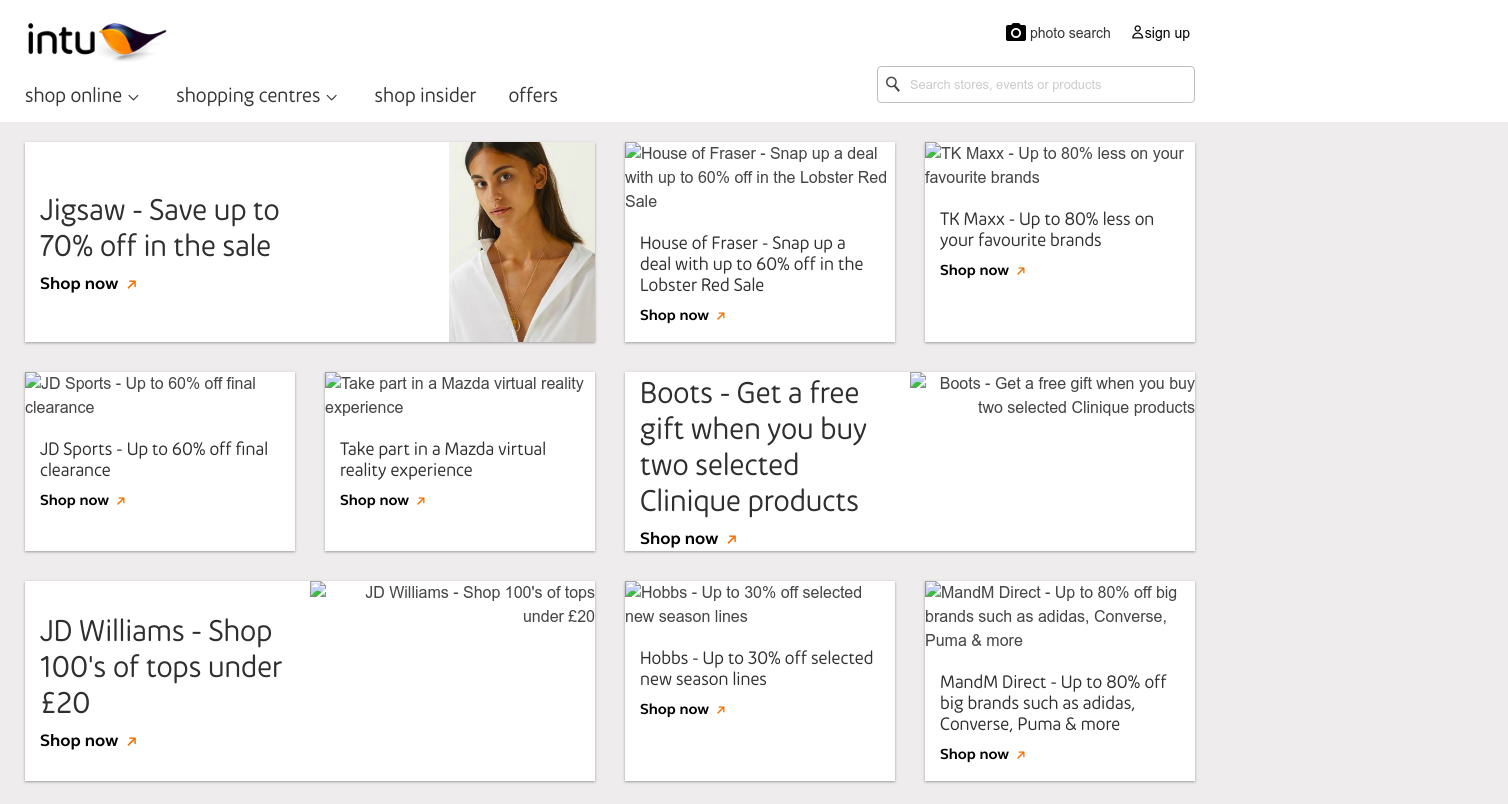 intu
photo search
sign up
shop online
shopping centres
shop insider
offers
Search stores, events or products
Jigsaw - Save up to
70% off in the sale
Shop now
House of Fraser - Snap up a deal
with up to 60% off in the Lobster Red
Sale
House of Fraser - Snap up a
deal with up to 60% off in the
Lobster Red Sale
Shop now
TK Maxx - Up to 80% less on your
favourite brands
TK Maxx - Up to 80% less on
your favourite brands
Shop now
JD Sports - Up to 60% off final
clearance
JD Sports - Up to 60% off final
clearance
Shop now
Take part in a Mazda virtual reality
experience
Take part in a Mazda virtual
reality experience
Shop now
Boots - Get a free
gift when you buy
two selected
Clinique products
Shop now
Boots - Get a free gift when you buy
two selected Clinique products
JD Williams - Shop
100's of tops under
£20
Shop now
JD Williams - Shop 100's of tops
under £20
Hobbs - Up to 30% off selected
new season lines
Hobbs - Up to 30% off selected
new season lines
Shop now
MandM Direct - Up to 80% off big
brands such as adidas, Converse,
Puma & more
MandM Direct - Up to 80% off
big brands such as adidas,
Converse, Puma & more
Shop now